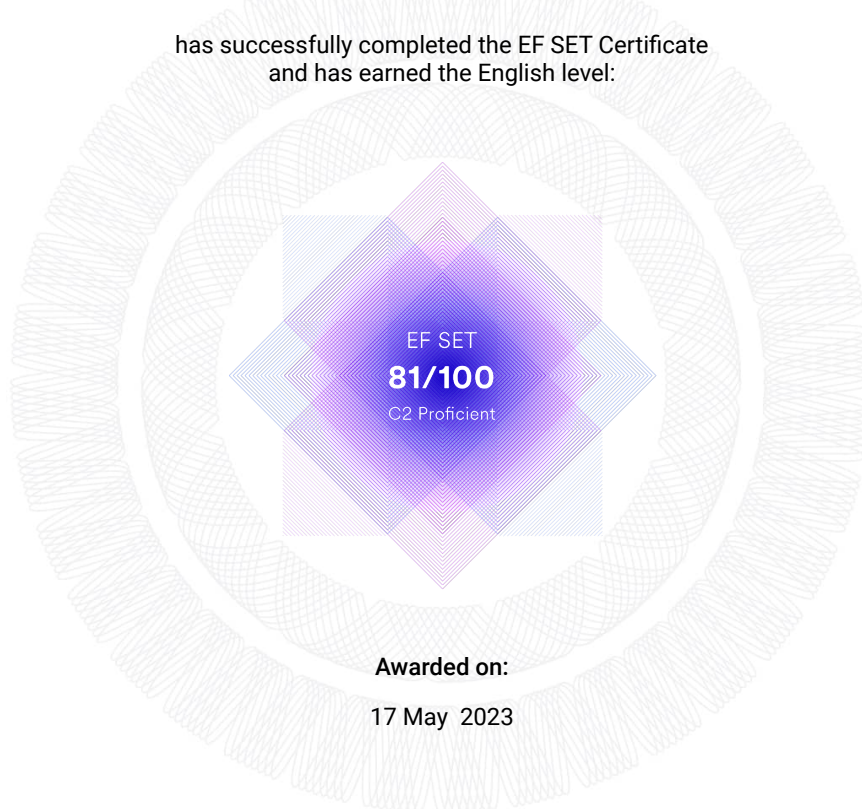 has successfully completed the EF SET Certificate
and has earned the English level:
EF SET
81/100
C2 Proficient
Awarded on:
17 May  2023